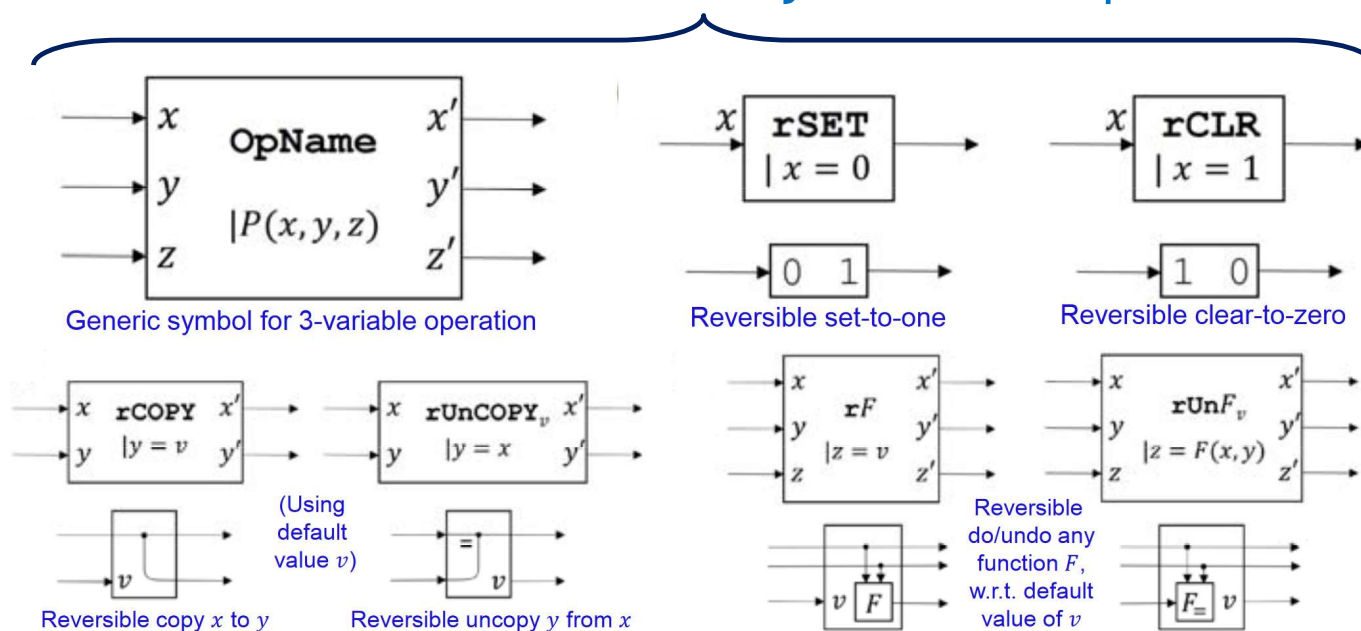 x
y
z
OpName
|P(x, y, z)
x′
y′
z′
Generic symbol for 3-variable operation
x
rSET
| x = 0
0 1
Reversible set-to-one
x
rCLR
| x = 1
1 0
Reversible clear-to-zero
x rCOPY x′
y |y = v y′
v
Reversible copy x to y
(Using
default
value v)
x rUnCOPYᵥ x′
y |y = x y′
=
v
Reversible uncopy y from x
x x′
rF
y y′
|z = v
z z′
v F
Reversible
do/undo any
function F,
w.r.t. default
value of v
x x′
rUnFᵥ
y y′
|z = F(x, y)
z z′
F₌ v